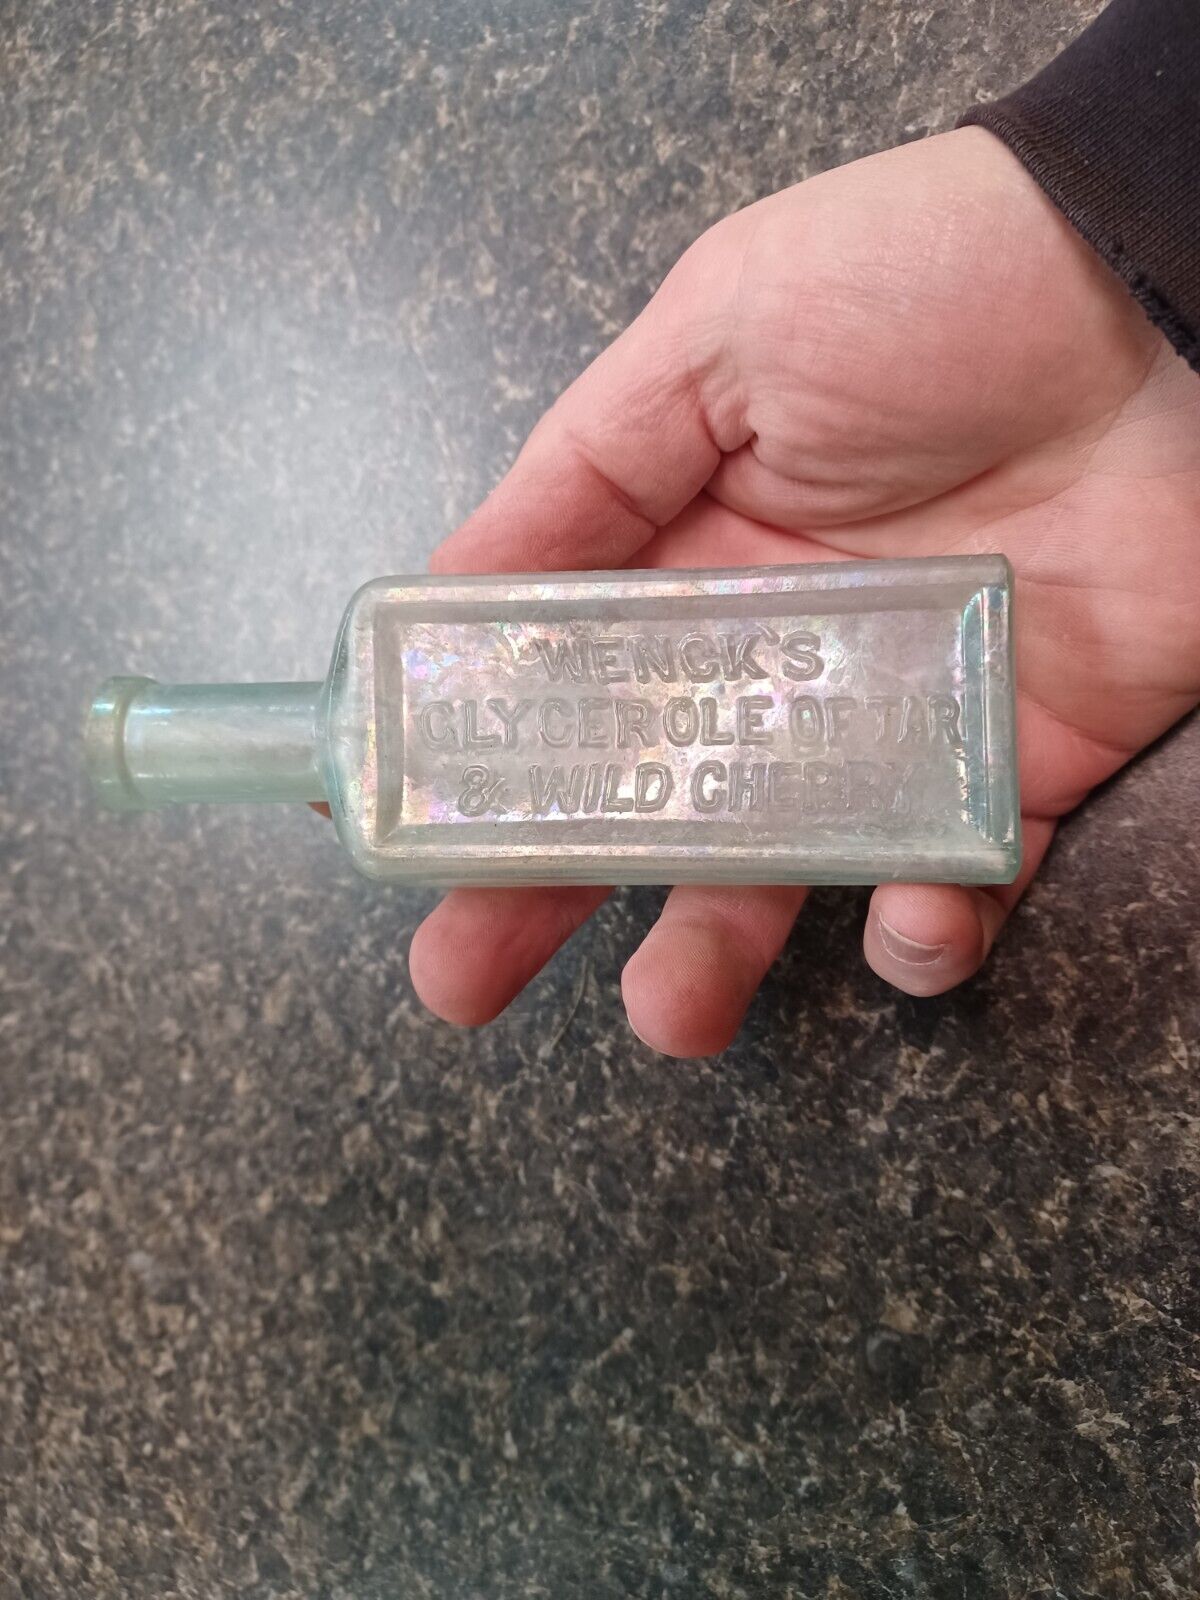 WENCK'S
GLYCEROLE OF TAR
& WILD CHERRY